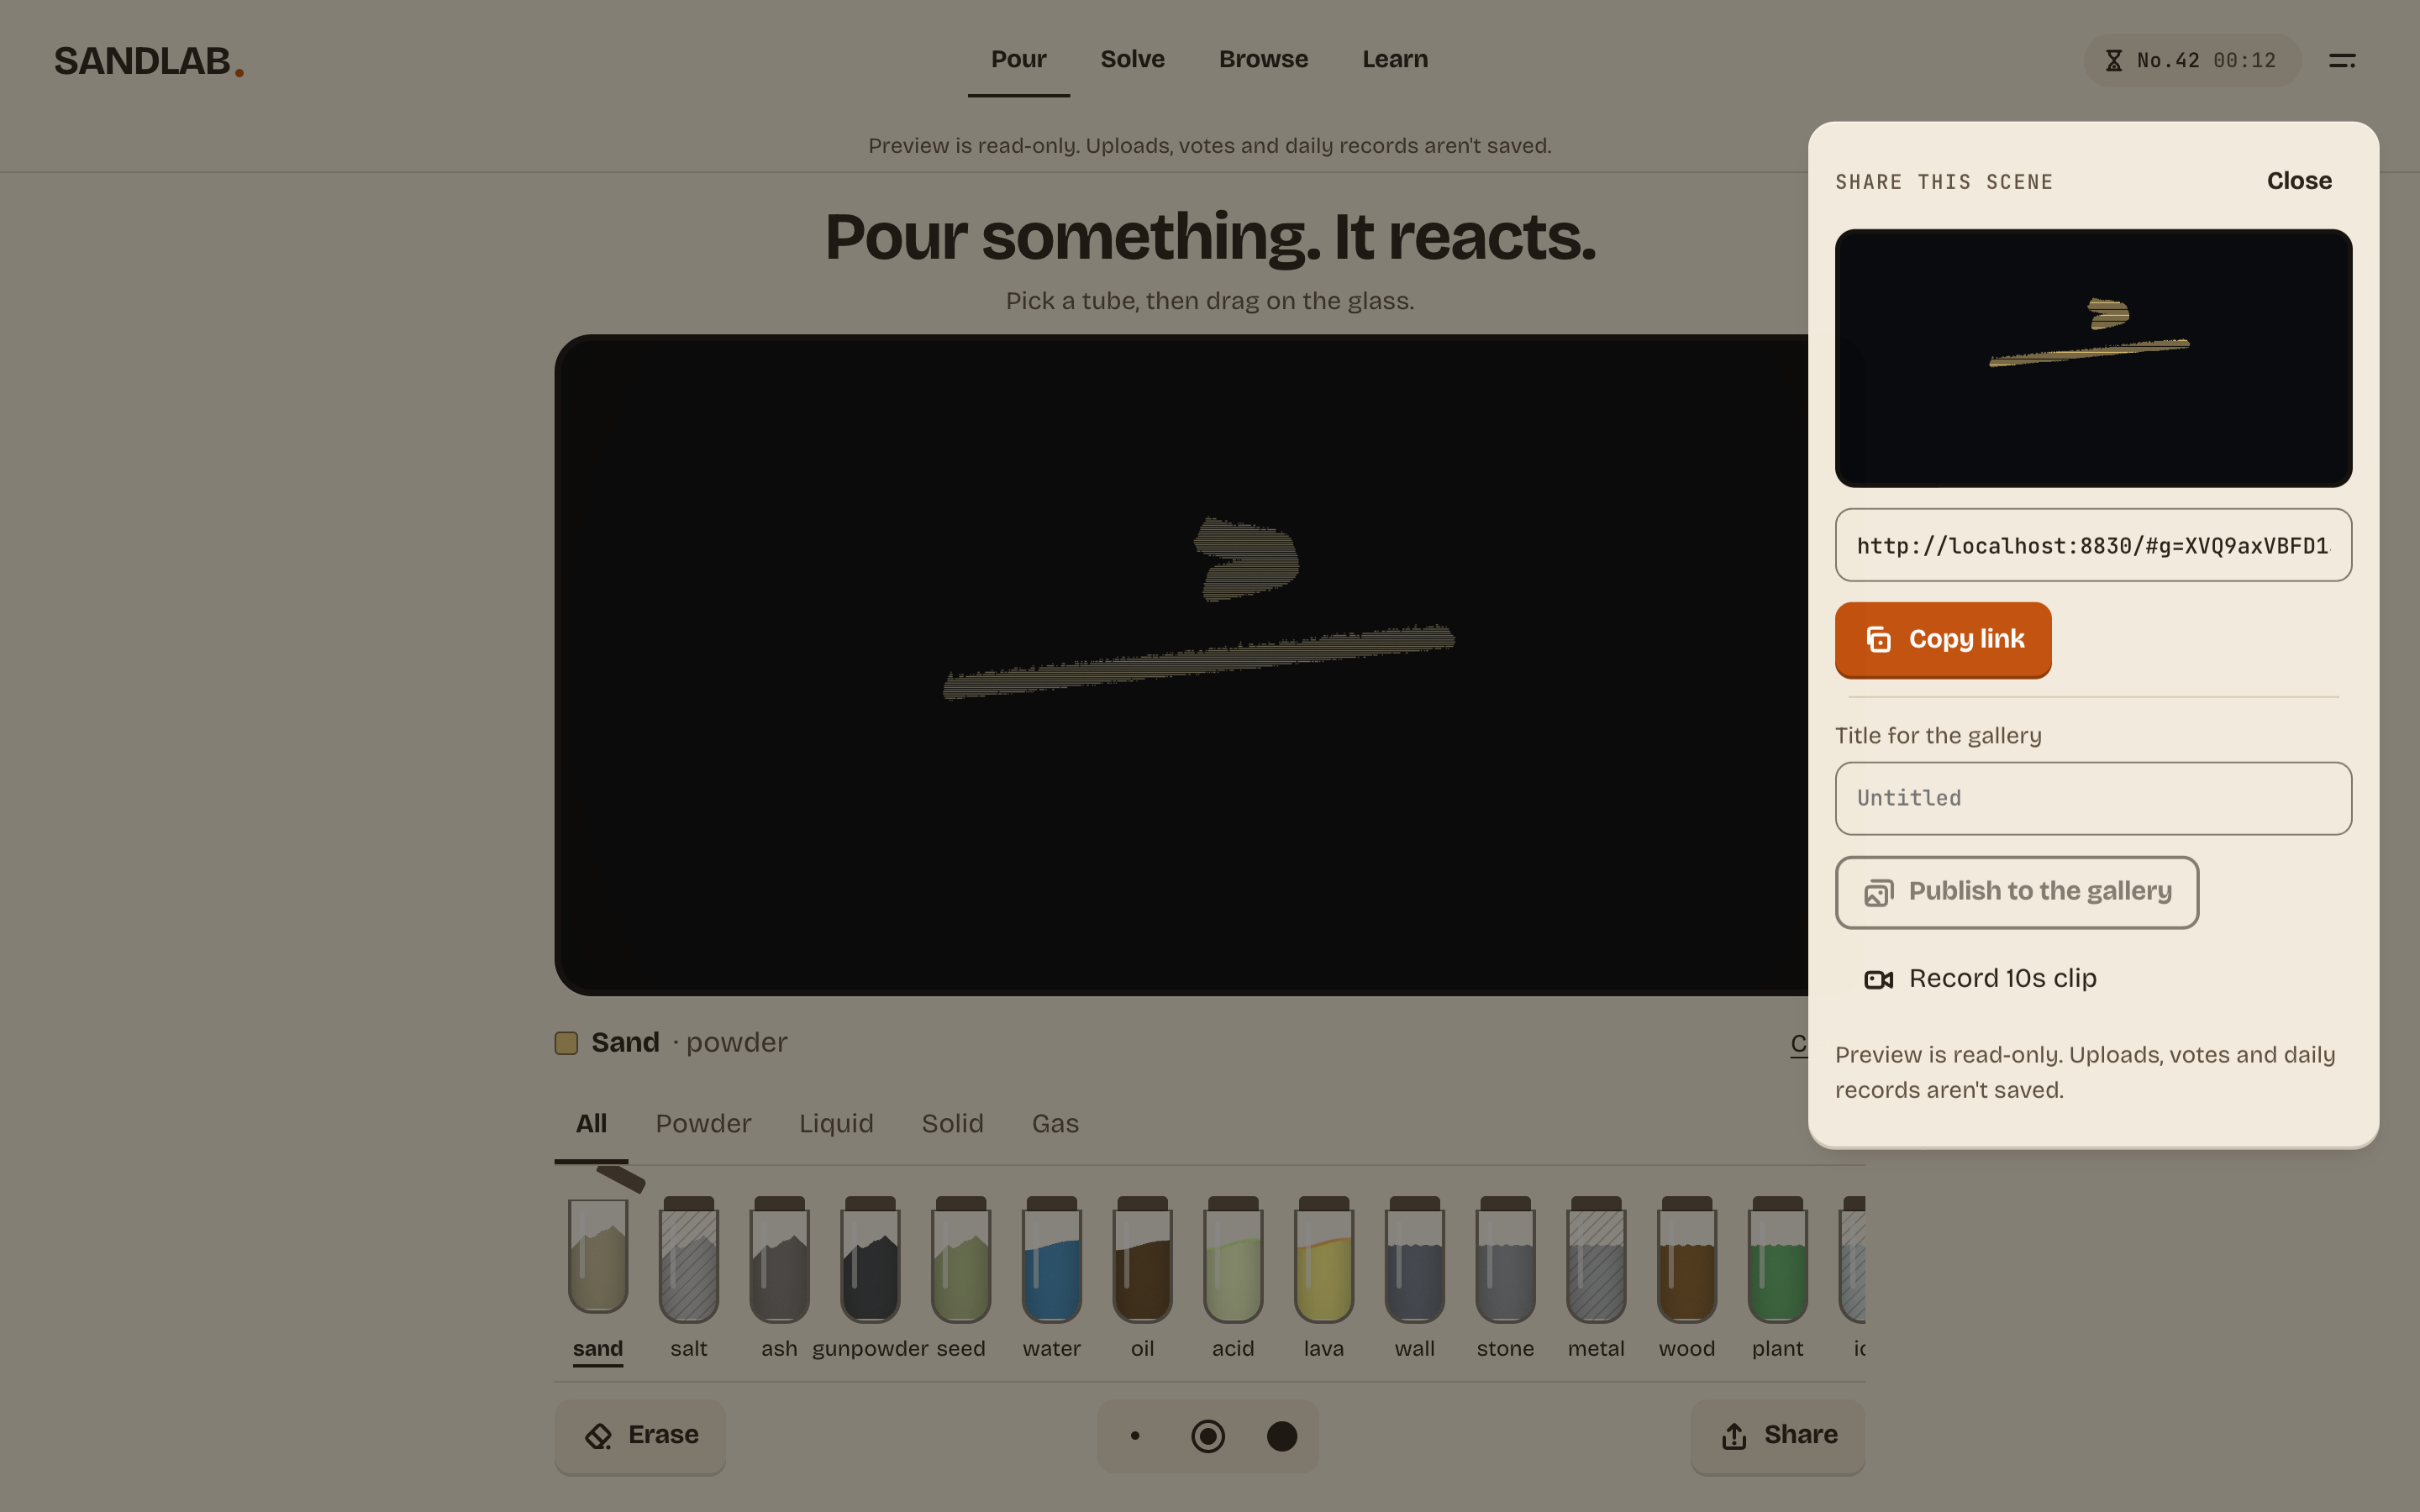 SANDLAB.
Pour Solve Browse Learn
No.42 00:12
Preview is read-only. Uploads, votes and daily records aren't saved.
Pour something. It reacts.
Pick a tube, then drag on the glass.
SHARE THIS SCENE Close
http://localhost:8830/#g=XVQ9axVBFD1
Copy link
Title for the gallery
Untitled
Publish to the gallery
Record 10s clip
Preview is read-only. Uploads, votes and daily
records aren't saved.
Sand · powder
All Powder Liquid Solid Gas
sand salt ash gunpowder seed water oil acid lava wall stone metal wood plant
Erase Share